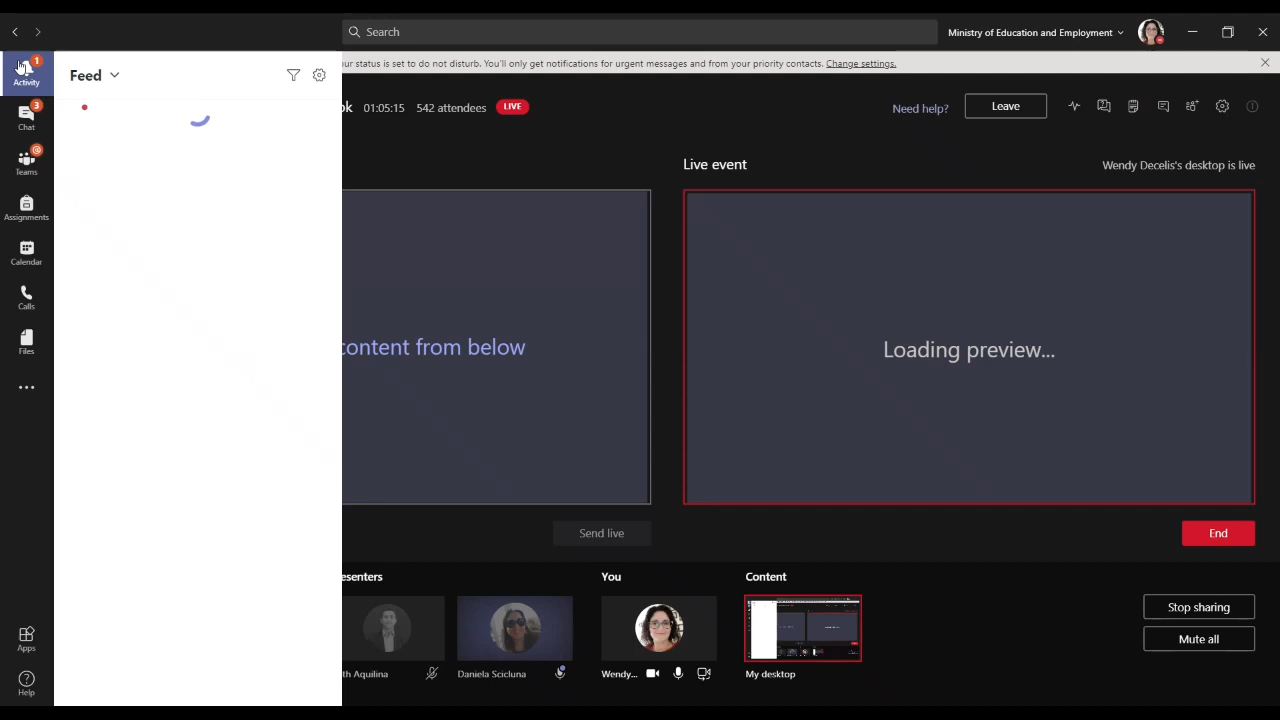 Search
Ministry of Education and Employment
1
Activity
Feed
ur status is set to do not disturb. You'll only get notifications for urgent messages and from your priority contacts. Change settings.
3
Chat
ok 01:05:15 542 attendees LIVE
Need help? Leave
Teams
Live event
Wendy Decelis's desktop is live
Assignments
Calendar
Calls
Files
content from below
Loading preview...
Send live
End
esenters
You
Content
Stop sharing
Mute all
Apps
Help
th Aquilina
Daniela Scicluna
Wendy...
My desktop